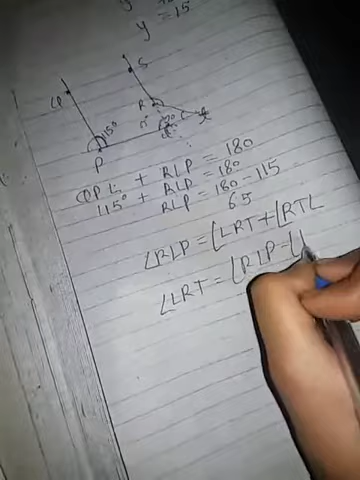 y = 15
S
Q
R
115°
P
QPL + RLP = 180
115° + RLP = 180
RLP = 180 - 115
65
∠RLP = ∠LRT + ∠RTL
∠LRT = ∠RLP - ∠